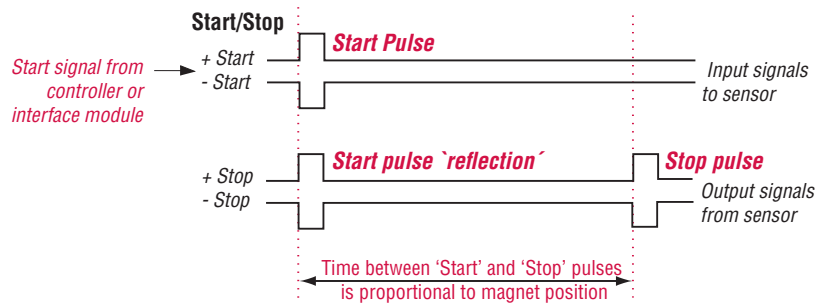 Start/Stop
+ Start
- Start
Start Pulse
Start signal from
controller or
interface module
Input signals
to sensor
+ Stop
- Stop
Start pulse `reflection´
Stop pulse
Output signals
from sensor
Time between ‘Start’ and ‘Stop’ pulses
is proportional to magnet position